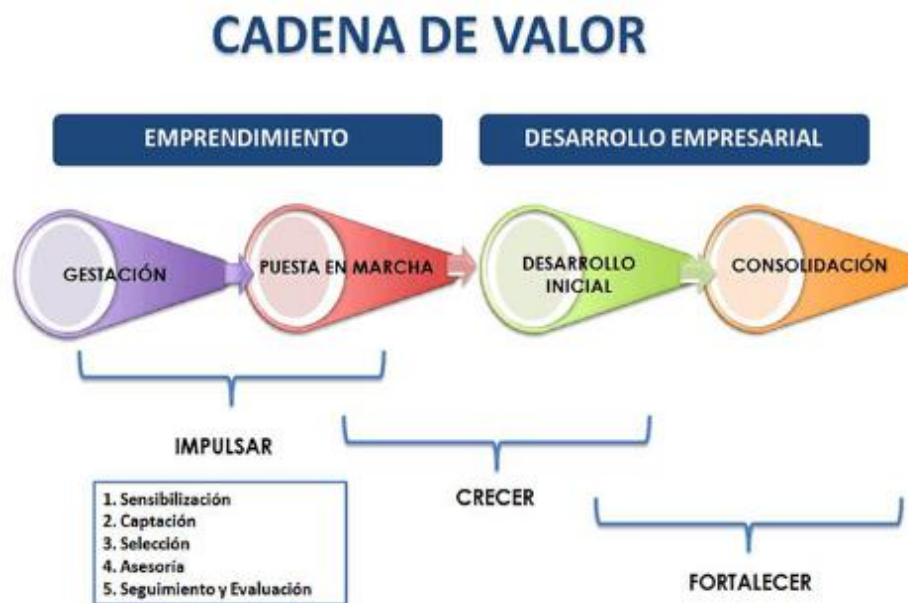 CADENA DE VALOR
EMPRENDIMIENTO
DESARROLLO EMPRESARIAL
GESTACIÓN
PUESTA EN MARCHA
DESARROLLO
INICIAL
CONSOLIDACIÓN
IMPULSAR
1. Sensibilización
2. Captación
3. Selección
4. Asesoría
5. Seguimiento y Evaluación
CRECER
FORTALECER